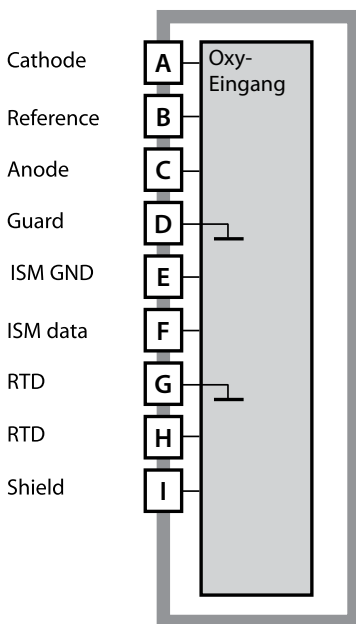 Cathode
A
Oxy-
Eingang
Reference
B
Anode
C
Guard
D
ISM GND
E
ISM data
F
RTD
G
RTD
H
Shield
I